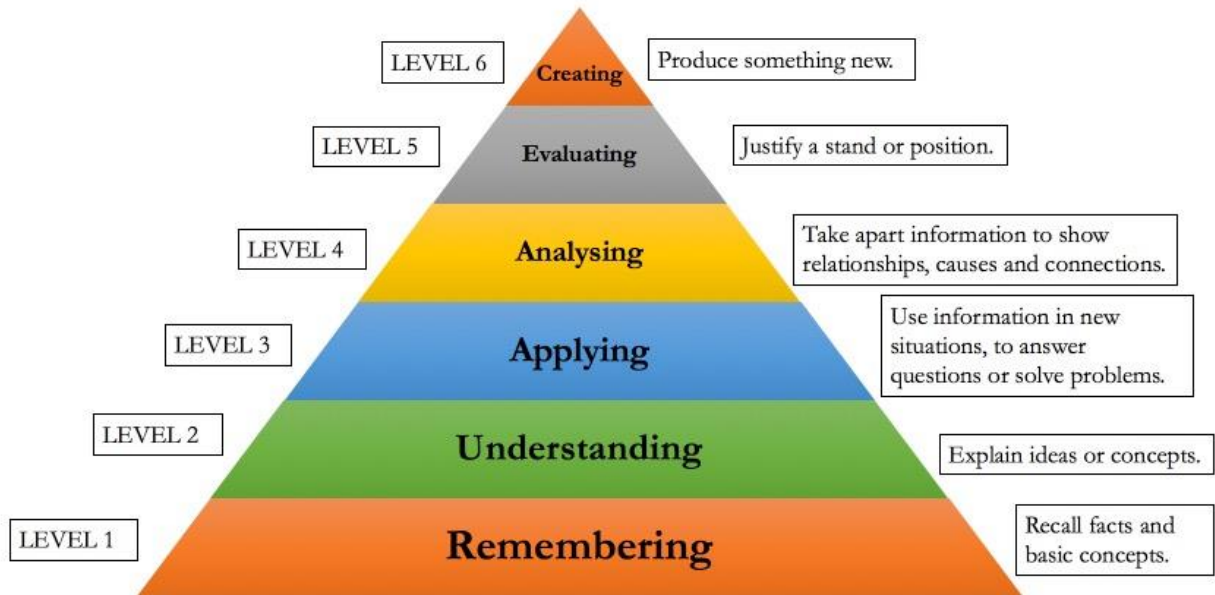 LEVEL 6
Creating
Produce something new.
LEVEL 5
Evaluating
Justify a stand or position.
LEVEL 4
Analysing
Take apart information to show
relationships, causes and connections.
LEVEL 3
Applying
Use information in new
situations, to answer
questions or solve problems.
LEVEL 2
Understanding
Explain ideas or concepts.
LEVEL 1
Remembering
Recall facts and
basic concepts.